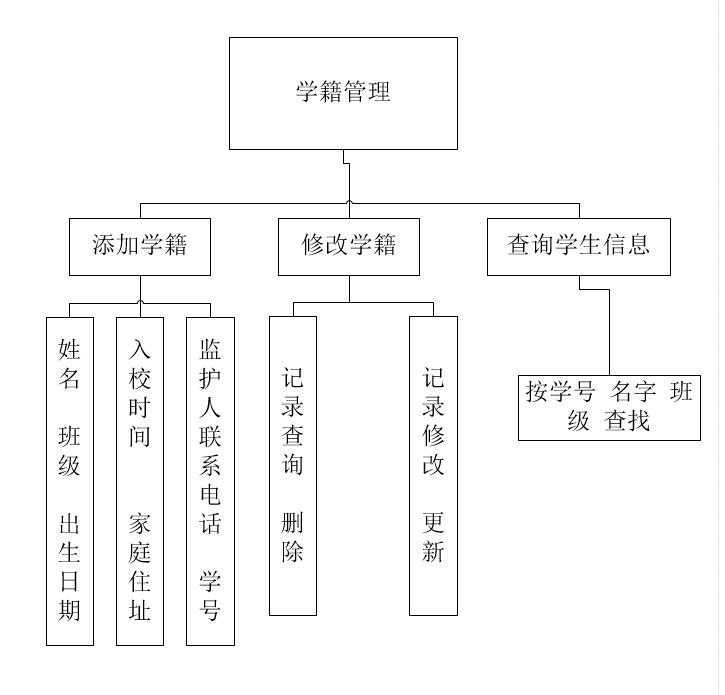 学籍管理
添加学籍
修改学籍
查询学生信息
姓名 班级 出生日期
入校时间 家庭住址
监护人联系电话 学号
记录查询 删除
记录修改 更新
按学号 名字 班
级 查找